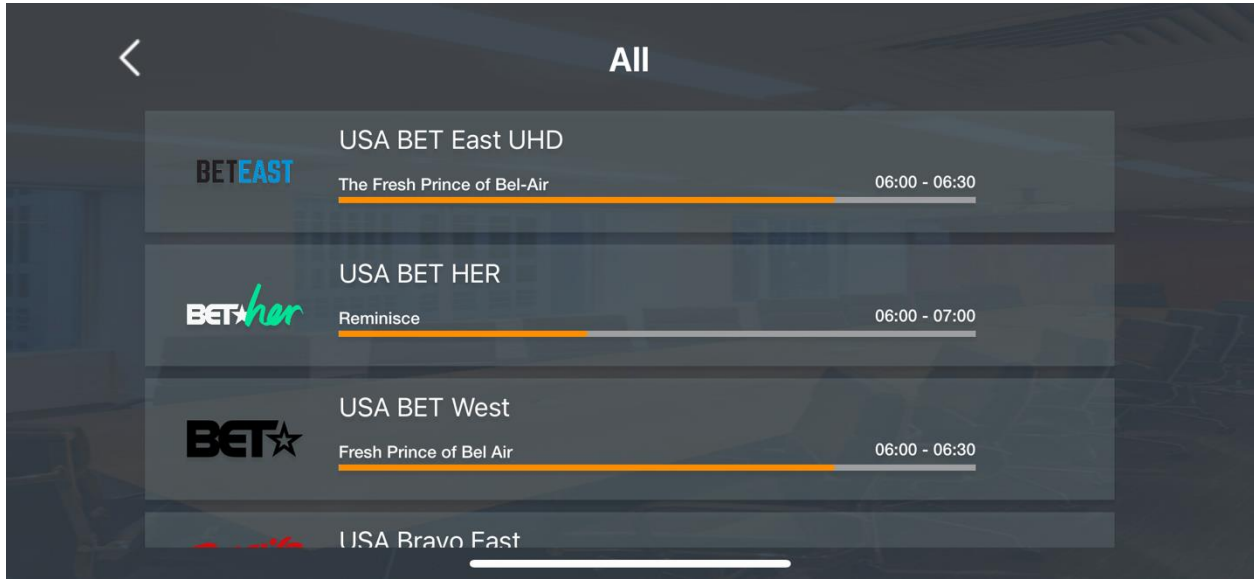 All
USA BET East UHD
BETEAST
The Fresh Prince of Bel-Air 06:00 - 06:30
USA BET HER
BET her
Reminisce 06:00 - 07:00
USA BET West
BET
Fresh Prince of Bel Air 06:00 - 06:30
USA Bravo East